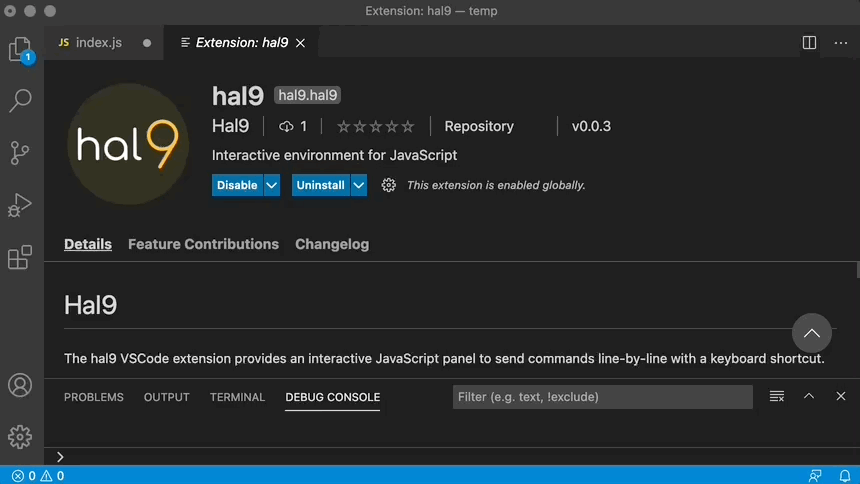 Extension: hal9 — temp
JS index.js
Extension: hal9
1
hal9 hal9.hal9
Hal9 1 Repository v0.0.3
hal9
Interactive environment for JavaScript
Disable Uninstall This extension is enabled globally.
Details Feature Contributions Changelog
Hal9
The hal9 VSCode extension provides an interactive JavaScript panel to send commands line-by-line with a keyboard shortcut.
PROBLEMS OUTPUT TERMINAL DEBUG CONSOLE Filter (e.g. text, !exclude)
0 0